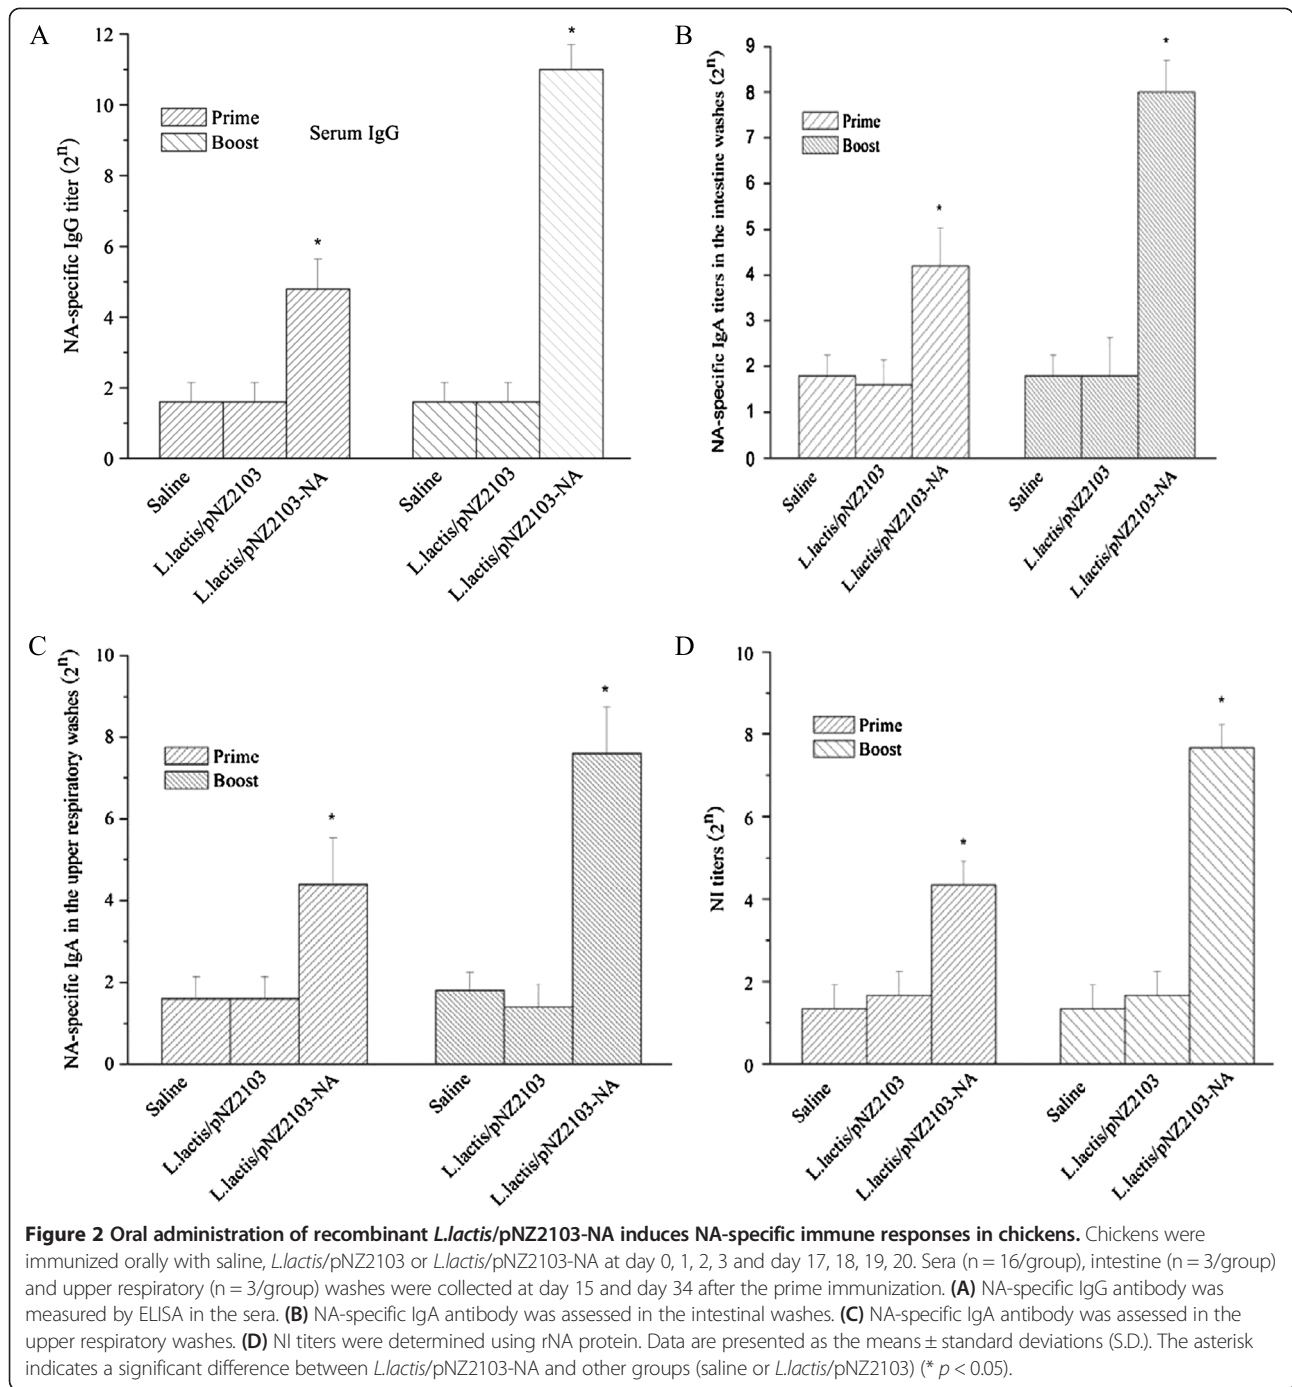 A
NA-specific IgG titer (2ⁿ)
12
10
8
6
4
2
0
Prime
Boost
Serum IgG
*
*
Saline
L.lactis/pNZ2103
L.lactis/pNZ2103-NA
Saline
L.lactis/pNZ2103
L.lactis/pNZ2103-NA
B
NA-specific IgA titers in the intestine washes (2ⁿ)
9
8
7
6
5
4
3
2
1
0
Prime
Boost
*
*
Saline
L.lactis/pNZ2103
L.lactis/pNZ2103-NA
Saline
L.lactis/pNZ2103
L.lactis/pNZ2103-NA
C
NA-specific IgA in the upper respiratory washes (2ⁿ)
10
8
6
4
2
0
Prime
Boost
*
*
Saline
L.lactis/pNZ2103
L.lactis/pNZ2103-NA
Saline
L.lactis/pNZ2103
L.lactis/pNZ2103-NA
D
NI titers (2ⁿ)
10
8
6
4
2
0
Prime
Boost
*
*
Saline
L.lactis/pNZ2103
L.lactis/pNZ2103-NA
Saline
L.lactis/pNZ2103
L.lactis/pNZ2103-NA
Figure 2 Oral administration of recombinant L.lactis/pNZ2103-NA induces NA-specific immune responses in chickens. Chickens were
immunized orally with saline, L.lactis/pNZ2103 or L.lactis/pNZ2103-NA at day 0, 1, 2, 3 and day 17, 18, 19, 20. Sera (n = 16/group), intestine (n = 3/group)
and upper respiratory (n = 3/group) washes were collected at day 15 and day 34 after the prime immunization. (A) NA-specific IgG antibody was
measured by ELISA in the sera. (B) NA-specific IgA antibody was assessed in the intestinal washes. (C) NA-specific IgA antibody was assessed in the
upper respiratory washes. (D) NI titers were determined using rNA protein. Data are presented as the means ± standard deviations (S.D.). The asterisk
indicates a significant difference between L.lactis/pNZ2103-NA and other groups (saline or L.lactis/pNZ2103) (* p < 0.05).